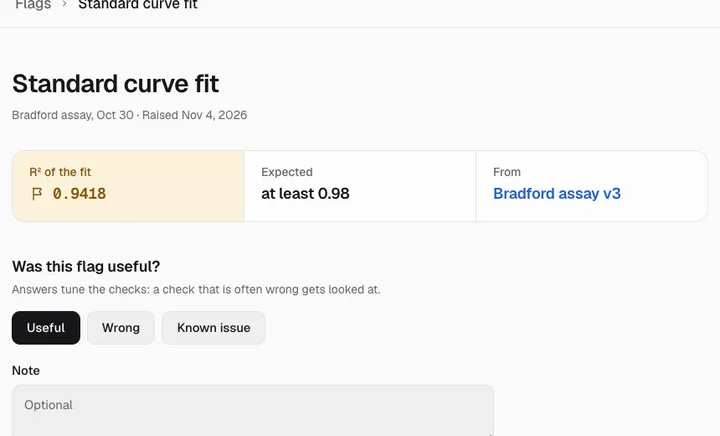 Flags › Standard curve fit
Standard curve fit
Bradford assay, Oct 30 · Raised Nov 4, 2026
R² of the fit
0.9418
Expected
at least 0.98
From
Bradford assay v3
Was this flag useful?
Answers tune the checks: a check that is often wrong gets looked at.
Useful
Wrong
Known issue
Note
Optional